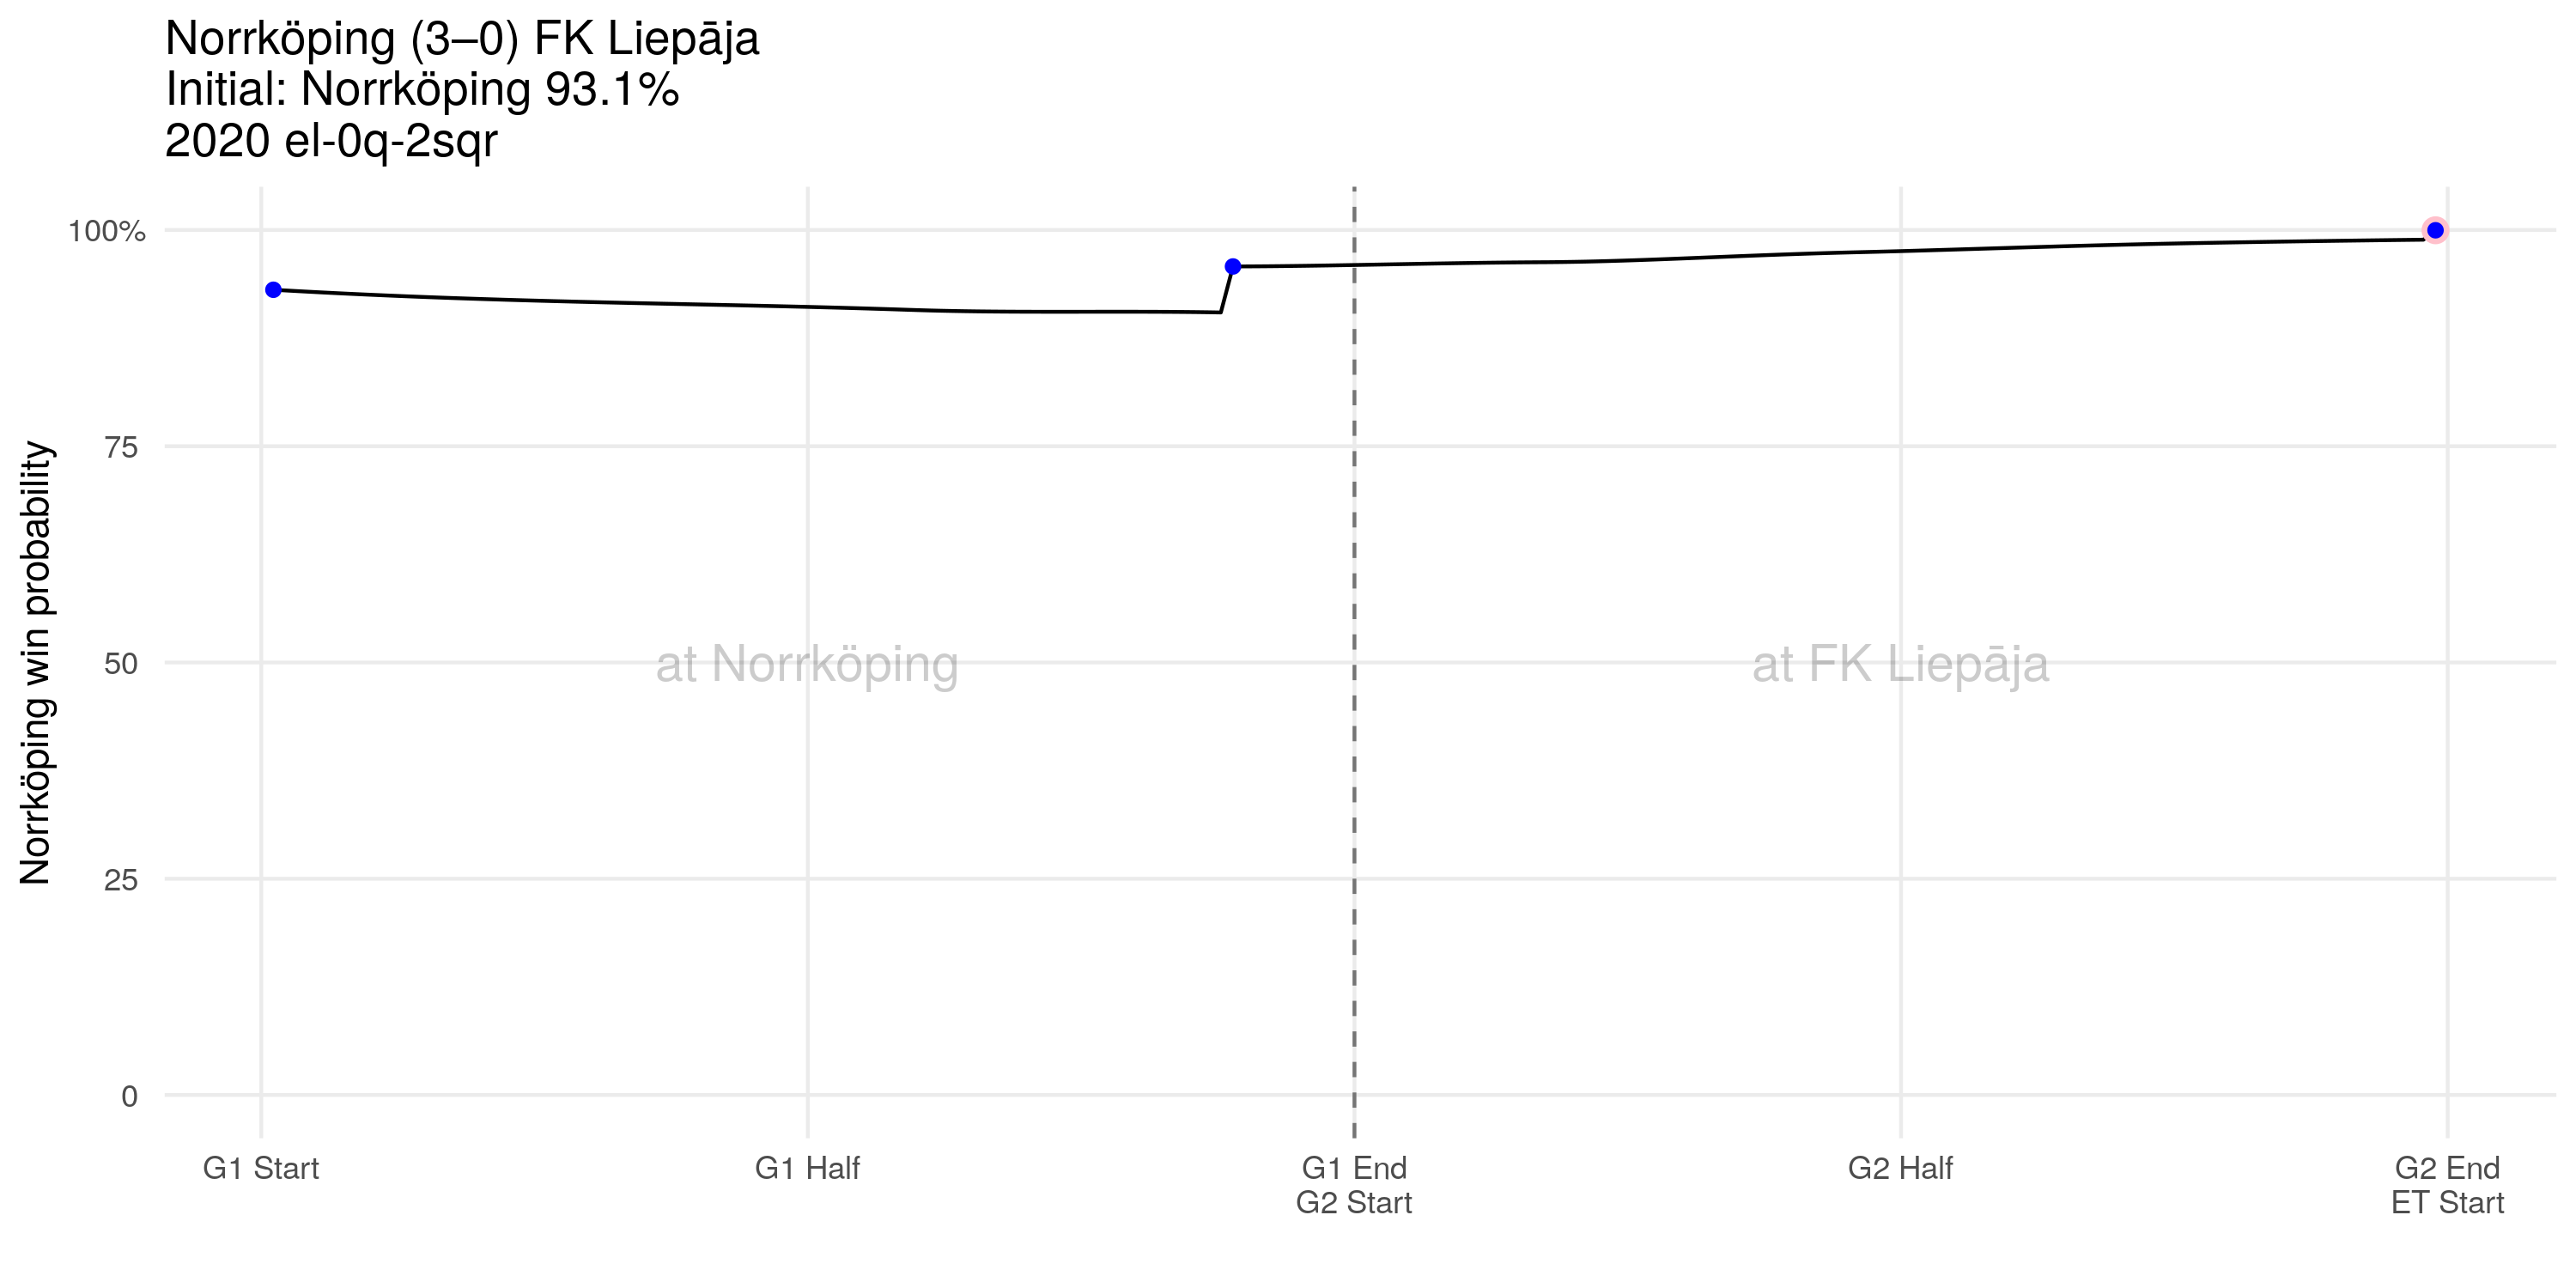 Norrköping (3–0) FK Liepāja
Initial: Norrköping 93.1%
2020 el-0q-2sqr
Norrköping win probability
100%
75
50
25
0
at Norrköping
at FK Liepāja
G1 Start
G1 Half
G1 End
G2 Start
G2 Half
G2 End
ET Start